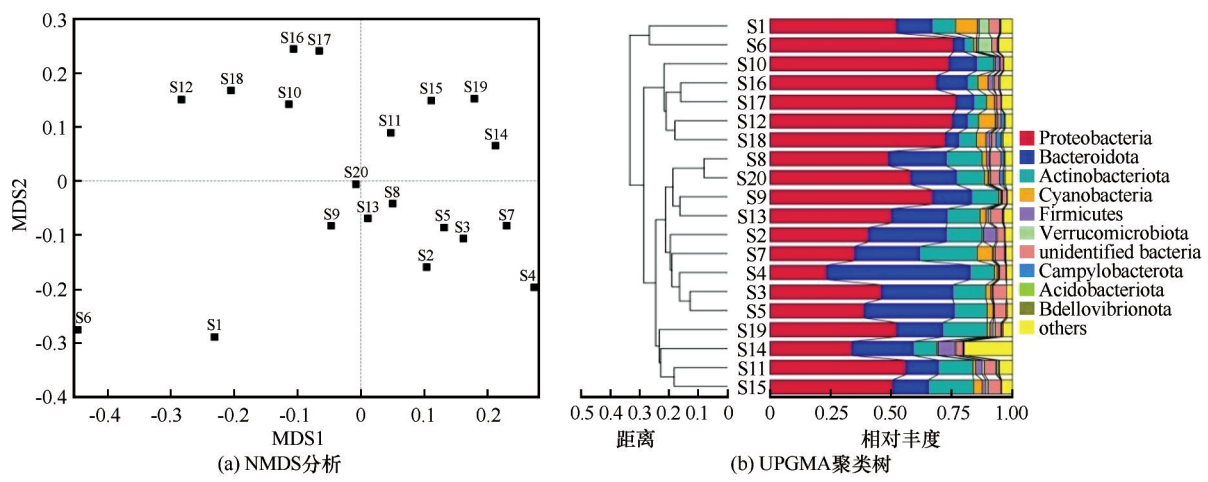 0.3
0.2
0.1
0
-0.1
-0.2
-0.3
-0.4
MDS2
S16
S17
S12
S18
S10
S15
S19
S11
S14
S20
S8
S9
S13
S5
S3
S7
S2
S4
S6
S1
-0.4
-0.3
-0.2
-0.1
0
0.1
0.2
MDS1
(a) NMDS分析
S1
S6
S10
S16
S17
S12
S18
S8
S20
S9
S13
S2
S7
S4
S3
S5
S19
S14
S11
S15
0.5 0.4 0.3 0.2 0.1 0
距离
0 0.25 0.50 0.75 1.00
相对丰度
Proteobacteria
Bacteroidota
Actinobacteriota
Cyanobacteria
Firmicutes
Verrucomicrobiota
unidentified bacteria
Campylobacterota
Acidobacteriota
Bdellovibrionota
others
(b) UPGMA聚类树